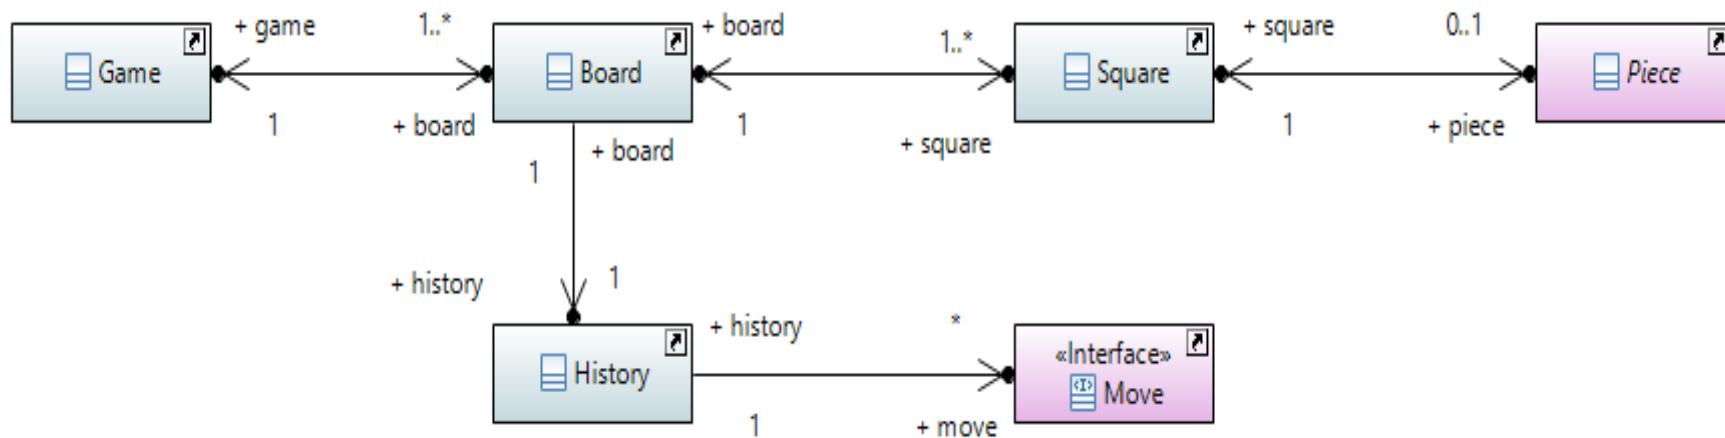 + game
1..*
+ board
1..*
+ square
0..1
Game
Board
Square
Piece
1
+ board
1
+ square
1
+ piece
1
+ board
+ history
1
+ history
*
History
«Interface»
Move
1
+ move